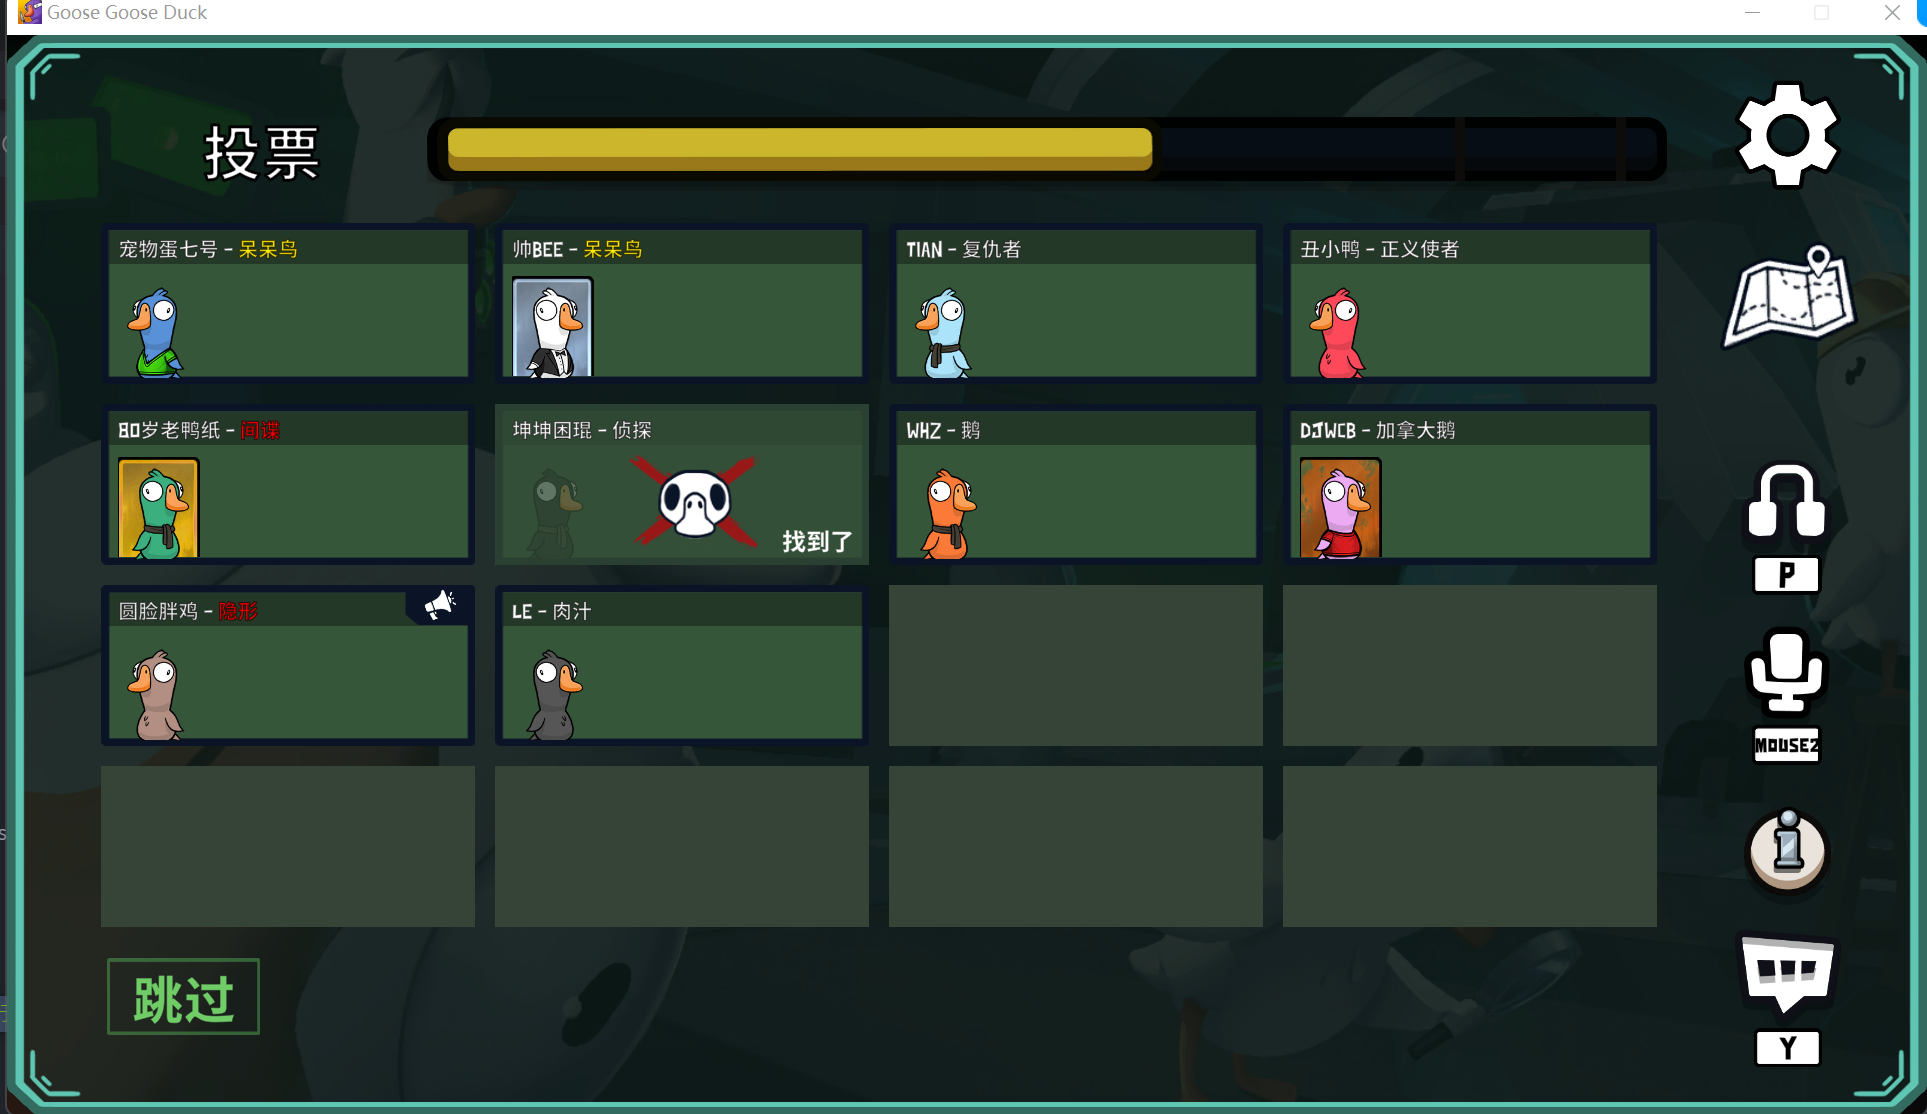 Goose Goose Duck
投票
宠物蛋七号 - 呆呆鸟
帅BEE - 呆呆鸟
TIAN - 复仇者
丑小鸭 - 正义使者
80岁老鸭纸 - 间谍
坤坤困琨 - 侦探
找到了
WHZ - 鹅
DJWCB - 加拿大鹅
圆脸胖鸡 - 隐形
LE - 肉汁
跳过
P
MOUSE2
Y